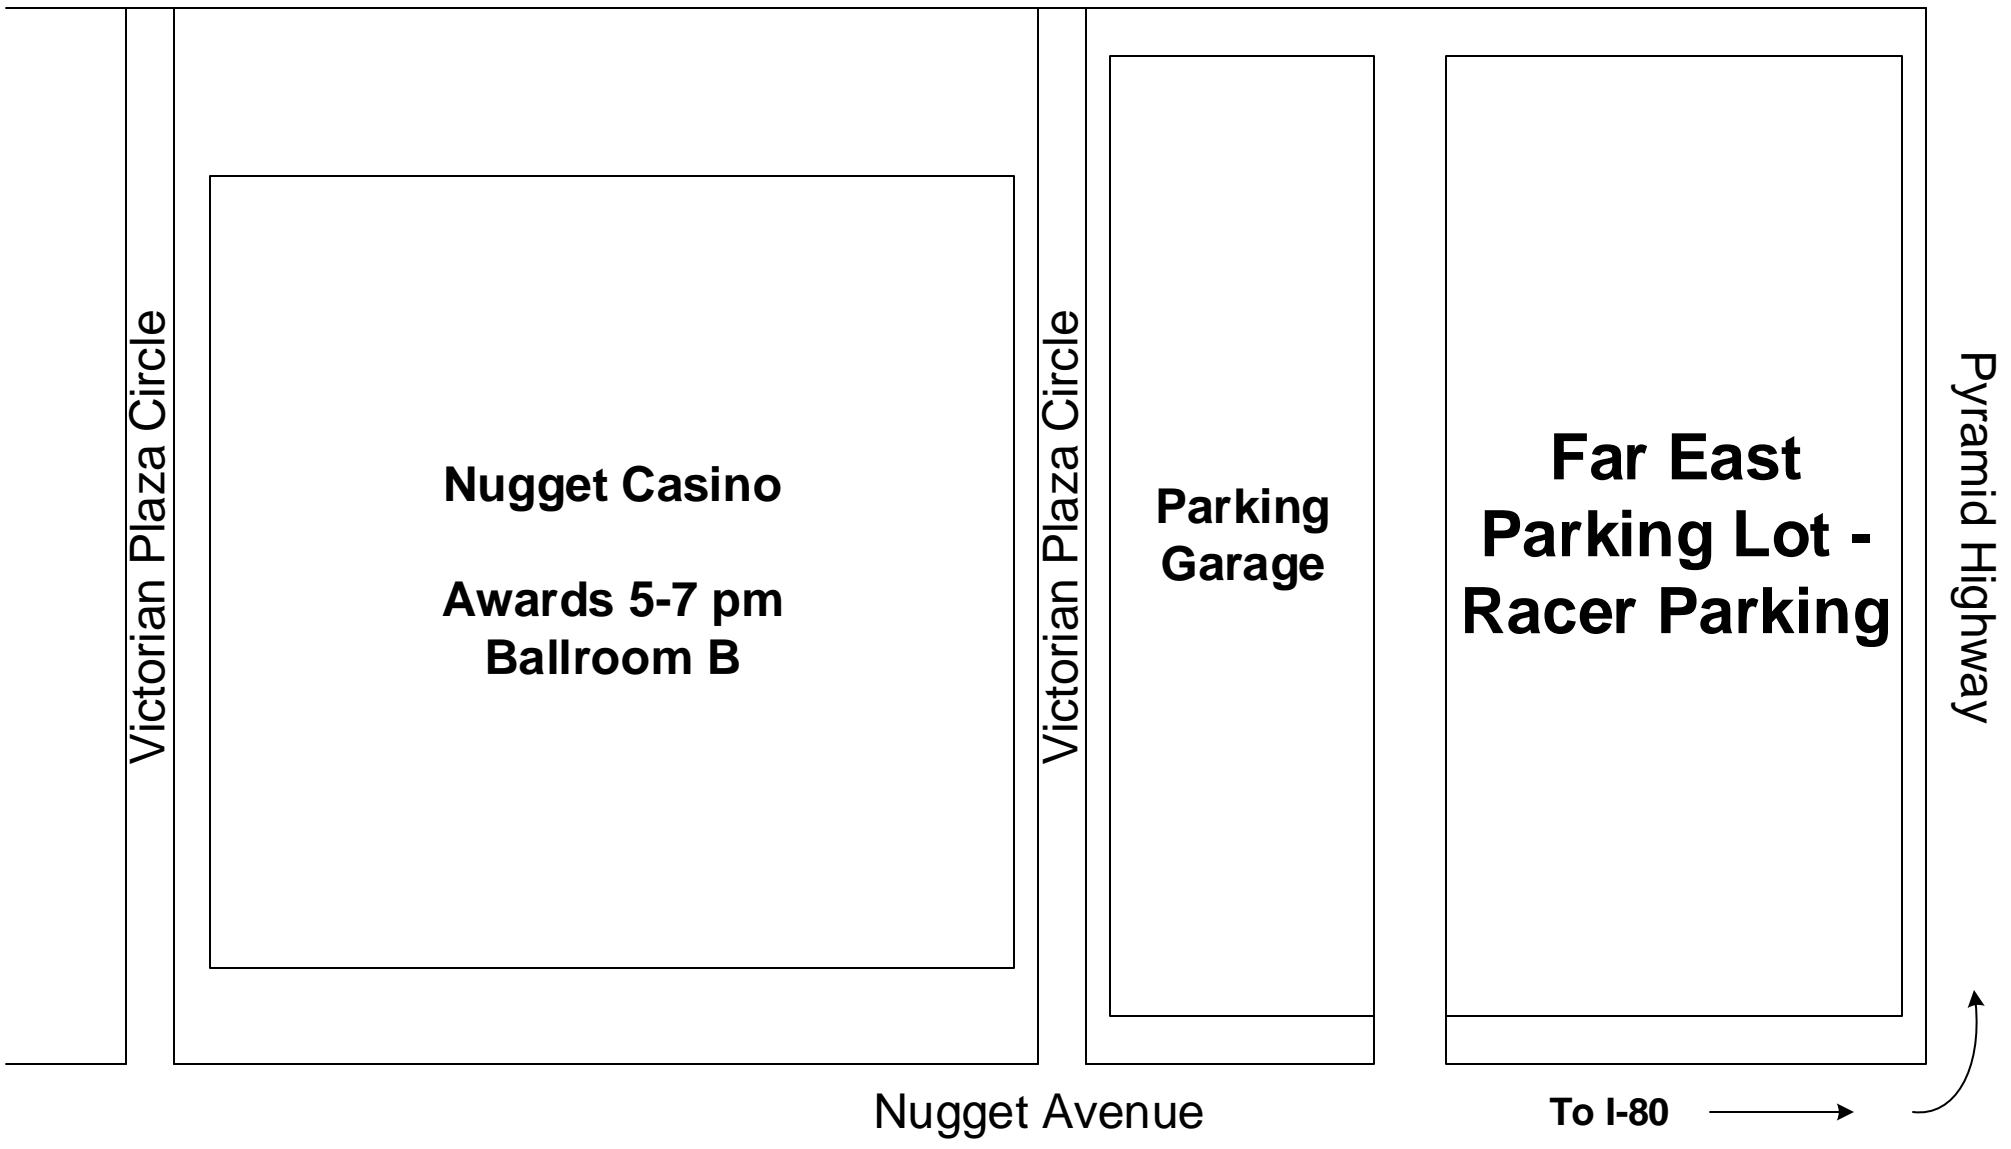 Victorian Plaza Circle
Nugget Casino
Awards 5-7 pm
Ballroom B
Victorian Plaza Circle
Parking
Garage
Far East
Parking Lot -
Racer Parking
Pyramid Highway
Nugget Avenue
To I-80